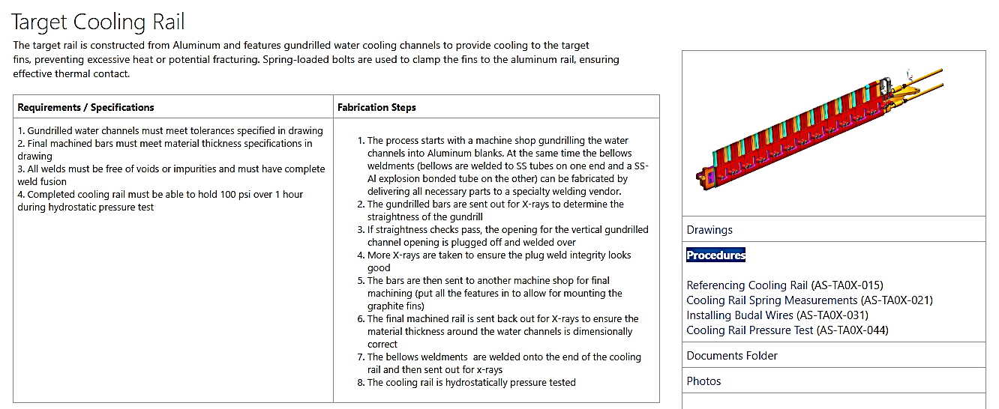 Target Cooling Rail
The target rail is constructed from Aluminum and features gundrilled water cooling channels to provide cooling to the target
fins, preventing excessive heat or potential fracturing. Spring-loaded bolts are used to clamp the fins to the aluminum rail, ensuring
effective thermal contact.
Requirements / Specifications
1. Gundrilled water channels must meet tolerances specified in drawing
2. Final machined bars must meet material thickness specifications in
drawing
3. All welds must be free of voids or impurities and must have complete
weld fusion
4. Completed cooling rail must be able to hold 100 psi over 1 hour
during hydrostatic pressure test
Fabrication Steps
1. The process starts with a machine shop gundrilling the water
channels into Aluminum blanks. At the same time the bellows
weldments (bellows are welded to SS tubes on one end and a SS-
Al explosion bonded tube on the other) can be fabricated by
delivering all necessary parts to a specialty welding vendor.
2. The gundrilled bars are sent out for X-rays to determine the
straightness of the gundrill
3. If straightness checks pass, the opening for the vertical gundrilled
channel opening is plugged off and welded over
4. More X-rays are taken to ensure the plug weld integrity looks
good
5. The bars are then sent to another machine shop for final
machining (put all the features in to allow for mounting the
graphite fins)
6. The final machined rail is sent back out for X-rays to ensure the
material thickness around the water channels is dimensionally
correct
7. The bellows weldments are welded onto the end of the cooling
rail and then sent out for x-rays
8. The cooling rail is hydrostatically pressure tested
Drawings
Procedures
Referencing Cooling Rail (AS-TA0X-015)
Cooling Rail Spring Measurements (AS-TA0X-021)
Installing Budal Wires (AS-TA0X-031)
Cooling Rail Pressure Test (AS-TA0X-044)
Documents Folder
Photos